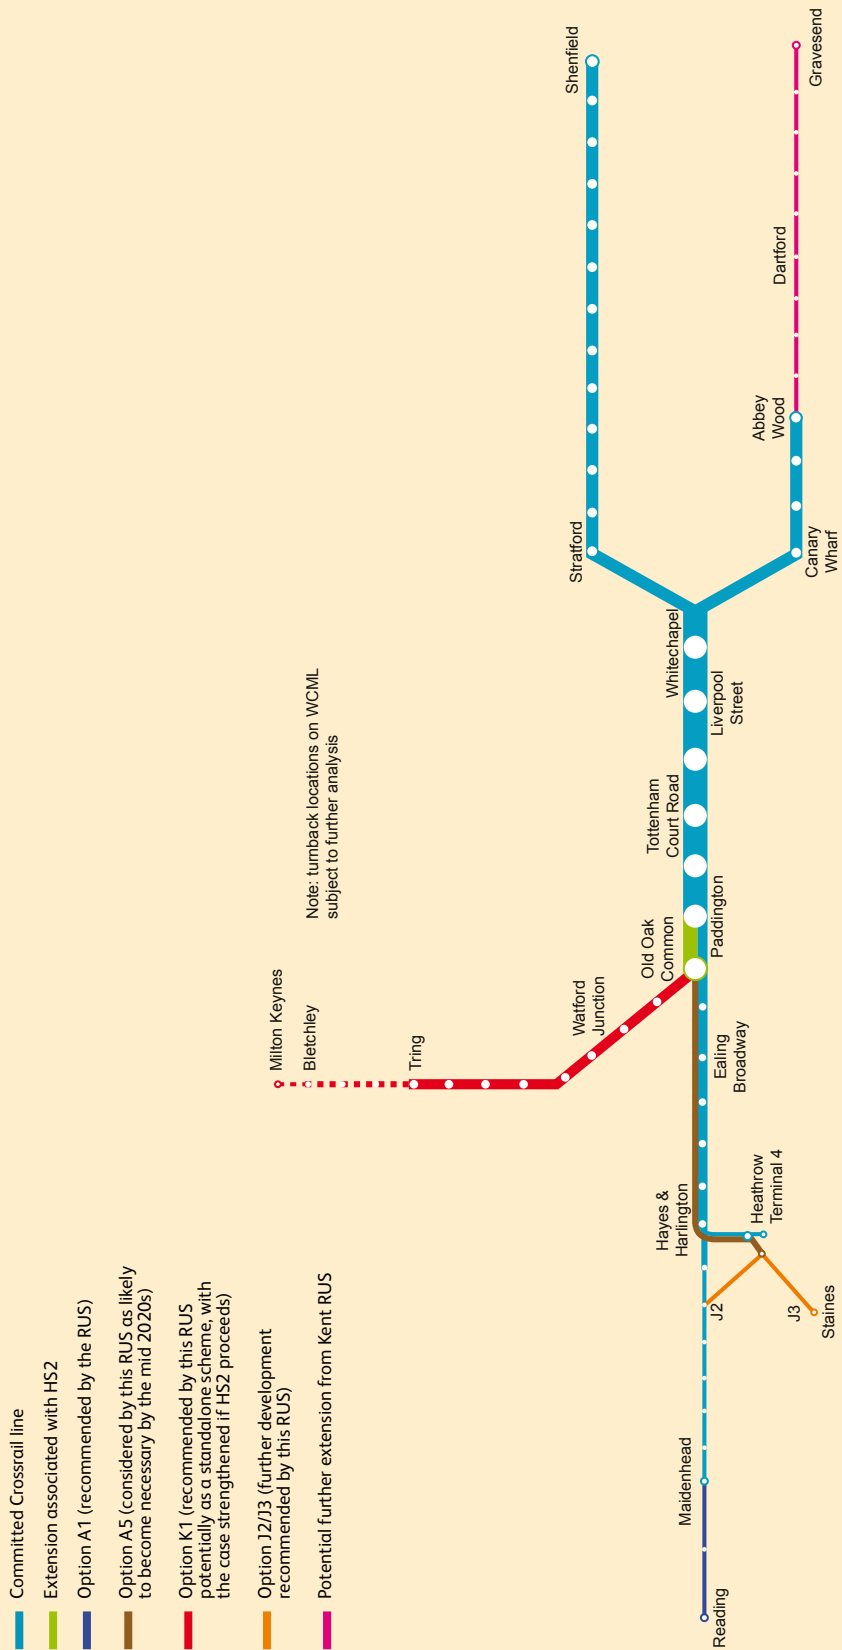 Committed Crossrail line
Extension associated with HS2
Option A1 (recommended by the RUS)
Option A5 (considered by this RUS as likely
to become necessary by the mid 2020s)
Option K1 (recommended by this RUS
potentially as a standalone scheme, with
the case strengthened if HS2 proceeds)
Option J2/J3 (further development
recommended by this RUS)
Potential further extension from Kent RUS
Milton Keynes
Bletchley
Tring
Note: turnback locations on WCML
subject to further analysis
Watford
Junction
Old Oak
Common
Paddington
Tottenham
Court Road
Liverpool
Street
Whitechapel
Stratford
Shenfield
Canary
Wharf
Abbey
Wood
Dartford
Gravesend
Ealing
Broadway
Hayes &
Harlington
Heathrow
Terminal 4
J2
J3
Staines
Maidenhead
Reading